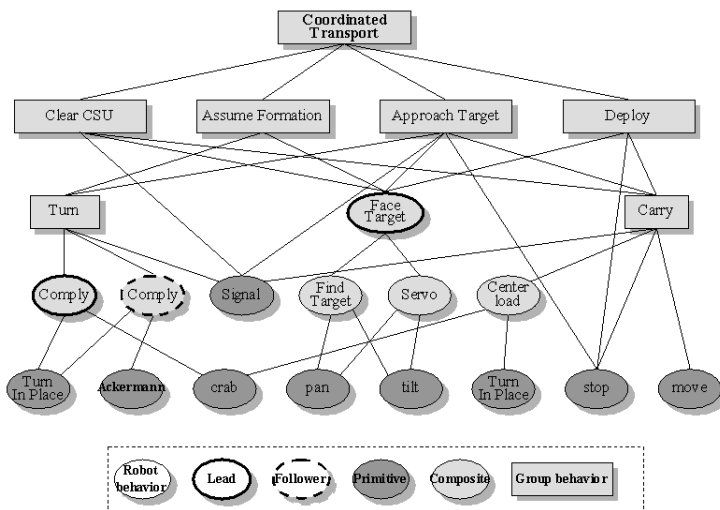 Coordinated
Transport
Clear CSU
Assume Formation
Approach Target
Deploy
Turn
Face
Target
Carry
Comply
Comply
Signal
Find
Target
Servo
Center
load
Turn
In Place
Ackermann
crab
pan
tilt
Turn
In Place
stop
move
Robot
behavior
Lead
Follower
Primitive
Composite
Group behavior